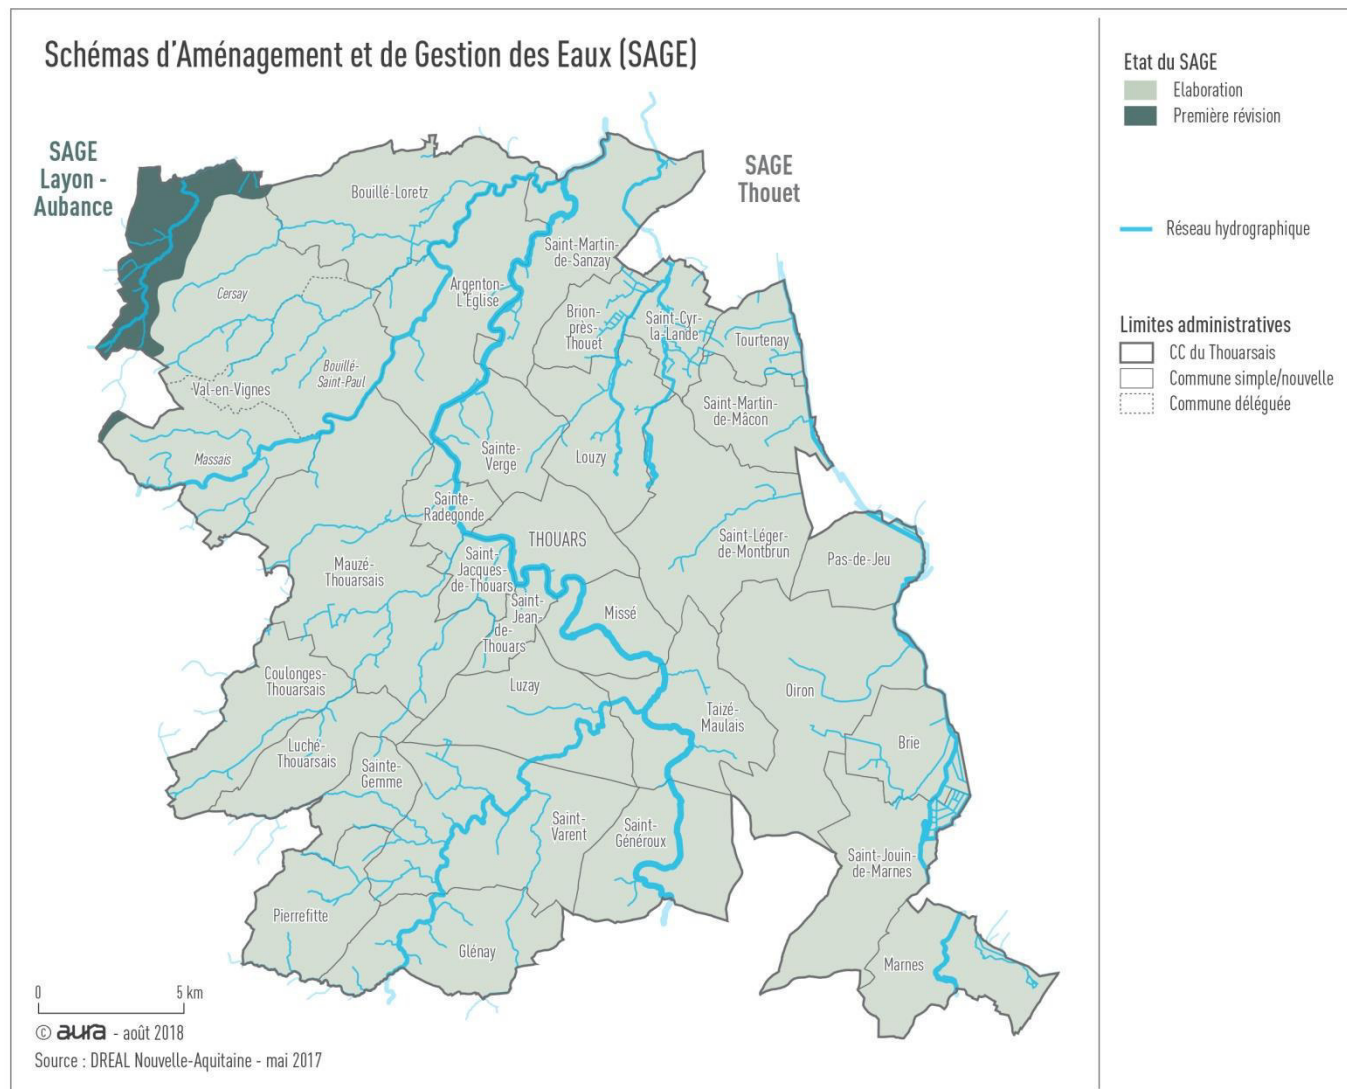 Schémas d'Aménagement et de Gestion des Eaux (SAGE)
SAGE
Layon -
Aubance
SAGE
Thouet
Bouillé-Loretz
Saint-Martin-
de-Sanzay
Cersay
Argenton-
L'Église
Brion-
près-
Thouet
Saint-Cyr-
la-Lande
Tourtenay
Bouillé-
Saint-Paul
Val-en-Vignes
Saint-Martin-
de-Mâcon
Massais
Sainte-
Verge
Louzy
Sainte-
Radegonde
THOUARS
Saint-Léger-
de-Montbrun
Pas-de-Jeu
Mauzé-
Thouarsais
Saint-
Jacques-
de-Thouars
Saint-
Jean-
de-
Thouars
Missé
Coulonges-
Thouarsais
Luzay
Taizé-
Maulais
Oiron
Luché-
Thouarsais
Sainte-
Gemme
Brie
Saint-
Varent
Saint-
Généroux
Saint-Jouin-
de-Marnes
Pierrefitte
Glénay
Marnes
0 5 km
© aura - août 2018
Source : DREAL Nouvelle-Aquitaine - mai 2017
Etat du SAGE
Elaboration
Première révision
Réseau hydrographique
Limites administratives
CC du Thouarsais
Commune simple/nouvelle
Commune déléguée